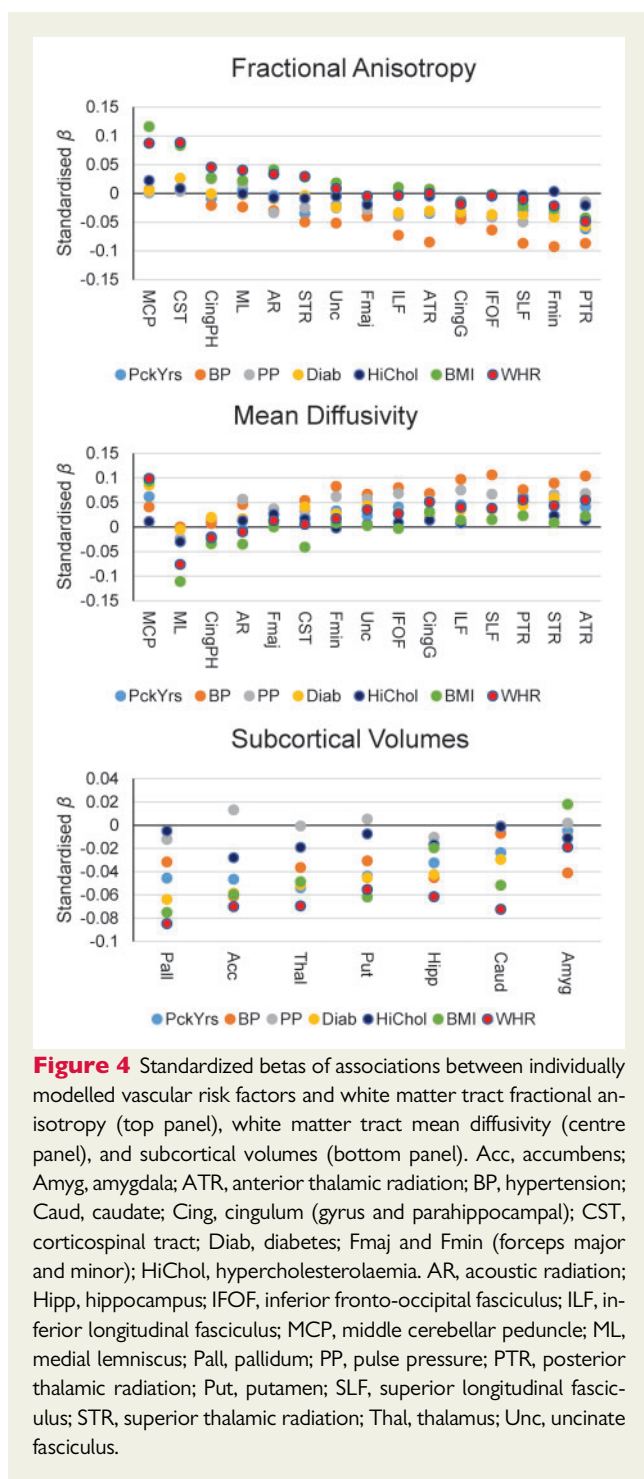 Fractional Anisotropy
Standardised β
0.15
0.1
0.05
0
-0.05
-0.1
-0.15
MCP
CST
CingPH
ML
AR
STR
Unc
Fmaj
ILF
ATR
CingG
IFOF
SLF
Fmin
PTR
PckYrs BP PP Diab HiChol BMI WHR
Mean Diffusivity
Standardised β
0.15
0.1
0.05
0
-0.05
-0.1
-0.15
MCP
ML
CingPH
AR
Fmaj
CST
Fmin
Unc
IFOF
CingG
ILF
SLF
PTR
STR
ATR
PckYrs BP PP Diab HiChol BMI WHR
Subcortical Volumes
Standardised β
0.04
0.02
0
-0.02
-0.04
-0.06
-0.08
-0.1
Pall
Acc
Thal
Put
Hipp
Caud
Amyg
PckYrs BP PP Diab HiChol BMI WHR
Figure 4 Standardized betas of associations between individually
modelled vascular risk factors and white matter tract fractional an-
isotropy (top panel), white matter tract mean diffusivity (centre
panel), and subcortical volumes (bottom panel). Acc, accumbens;
Amyg, amygdala; ATR, anterior thalamic radiation; BP, hypertension;
Caud, caudate; Cing, cingulum (gyrus and parahippocampal); CST,
corticospinal tract; Diab, diabetes; Fmaj and Fmin (forceps major
and minor); HiChol, hypercholesterolaemia. AR, acoustic radiation;
Hipp, hippocampus; IFOF, inferior fronto-occipital fasciculus; ILF, in-
ferior longitudinal fasciculus; MCP, middle cerebellar peduncle; ML,
medial lemniscus; Pall, pallidum; PP, pulse pressure; PTR, posterior
thalamic radiation; Put, putamen; SLF, superior longitudinal fascic-
ulus; STR, superior thalamic radiation; Thal, thalamus; Unc, uncinate
fasciculus.